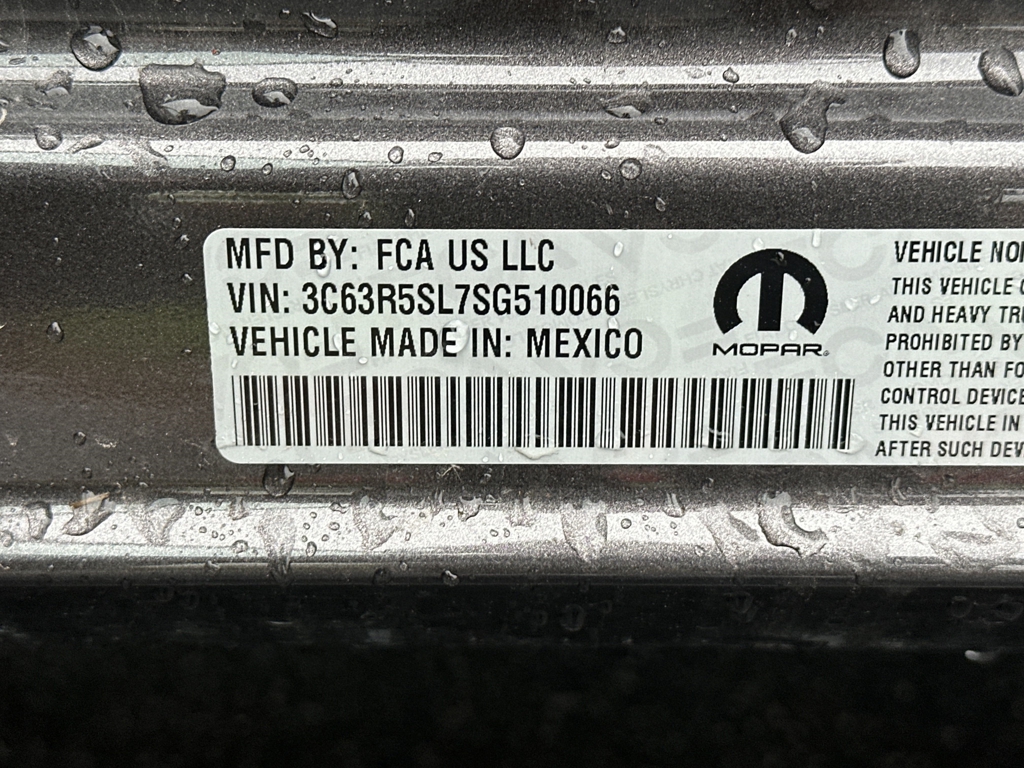 MFD BY: FCA US LLC
VIN: 3C63R5SL7SG510066
VEHICLE MADE IN: MEXICO
MOPAR®
VEHICLE
THIS VEHICLE
AND HEAVY
PROHIBITED BY
OTHER THAN
CONTROL
THIS VEHICLE IN
AFTER SUCH